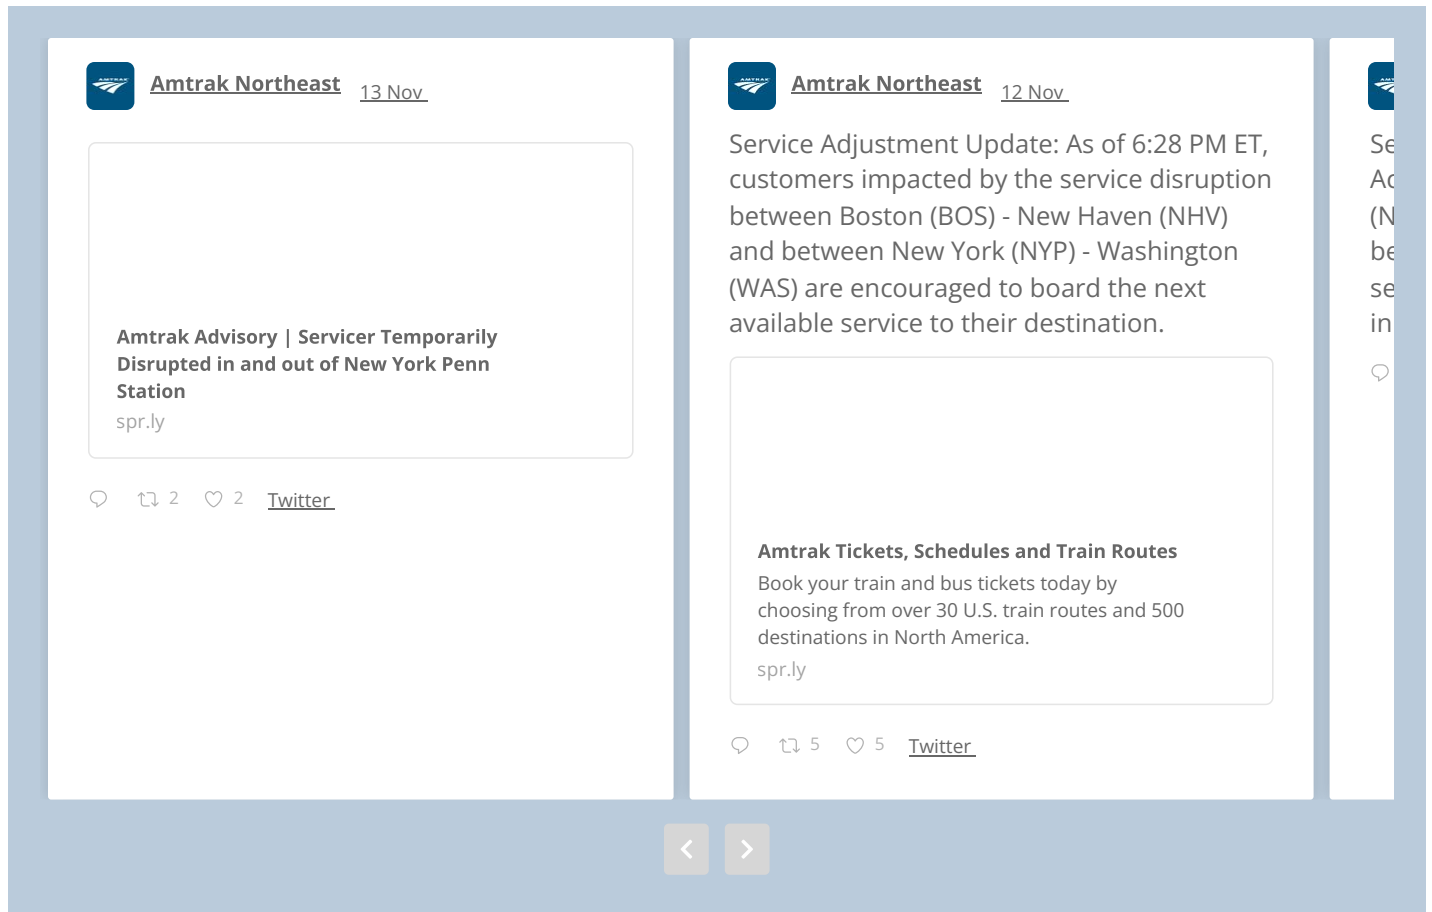 Amtrak Northeast 13 Nov
Amtrak Advisory | Servicer Temporarily
Disrupted in and out of New York Penn
Station
spr.ly
2 2 Twitter
AMTRAK
Amtrak Northeast 12 Nov
Service Adjustment Update: As of 6:28 PM ET,
customers impacted by the service disruption
between Boston (BOS) - New Haven (NHV)
and between New York (NYP) - Washington
(WAS) are encouraged to board the next
available service to their destination.
Amtrak Tickets, Schedules and Train Routes
Book your train and bus tickets today by
choosing from over 30 U.S. train routes and 500
destinations in North America.
spr.ly
5 5 Twitter
Se
(N
be
se
in